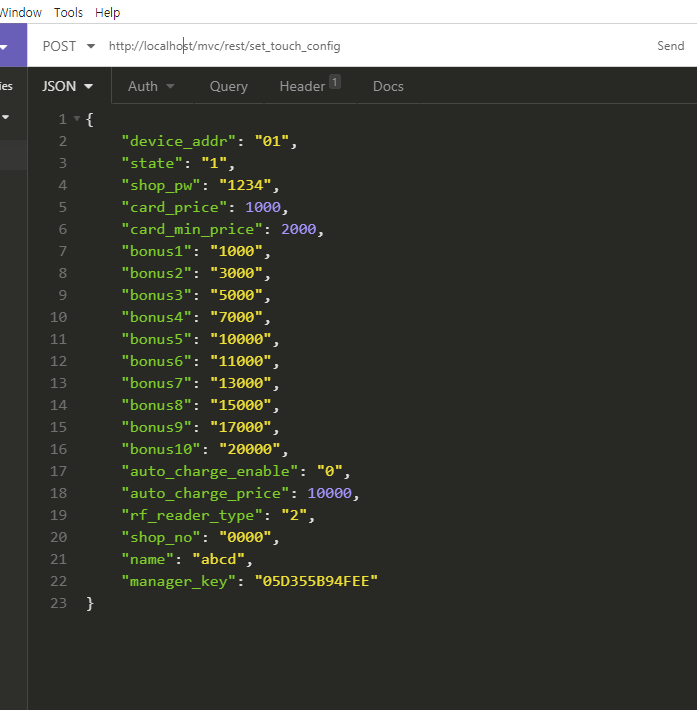 Window Tools Help
POST http://localhost/mvc/rest/set_touch_config Send
ies JSON Auth Query Header 1 Docs
1 {
2 "device_addr": "01",
3 "state": "1",
4 "shop_pw": "1234",
5 "card_price": 1000,
6 "card_min_price": 2000,
7 "bonus1": "1000",
8 "bonus2": "3000",
9 "bonus3": "5000",
10 "bonus4": "7000",
11 "bonus5": "10000",
12 "bonus6": "11000",
13 "bonus7": "13000",
14 "bonus8": "15000",
15 "bonus9": "17000",
16 "bonus10": "20000",
17 "auto_charge_enable": "0",
18 "auto_charge_price": 10000,
19 "rf_reader_type": "2",
20 "shop_no": "0000",
21 "name": "abcd",
22 "manager_key": "05D355B94FEE"
23 }